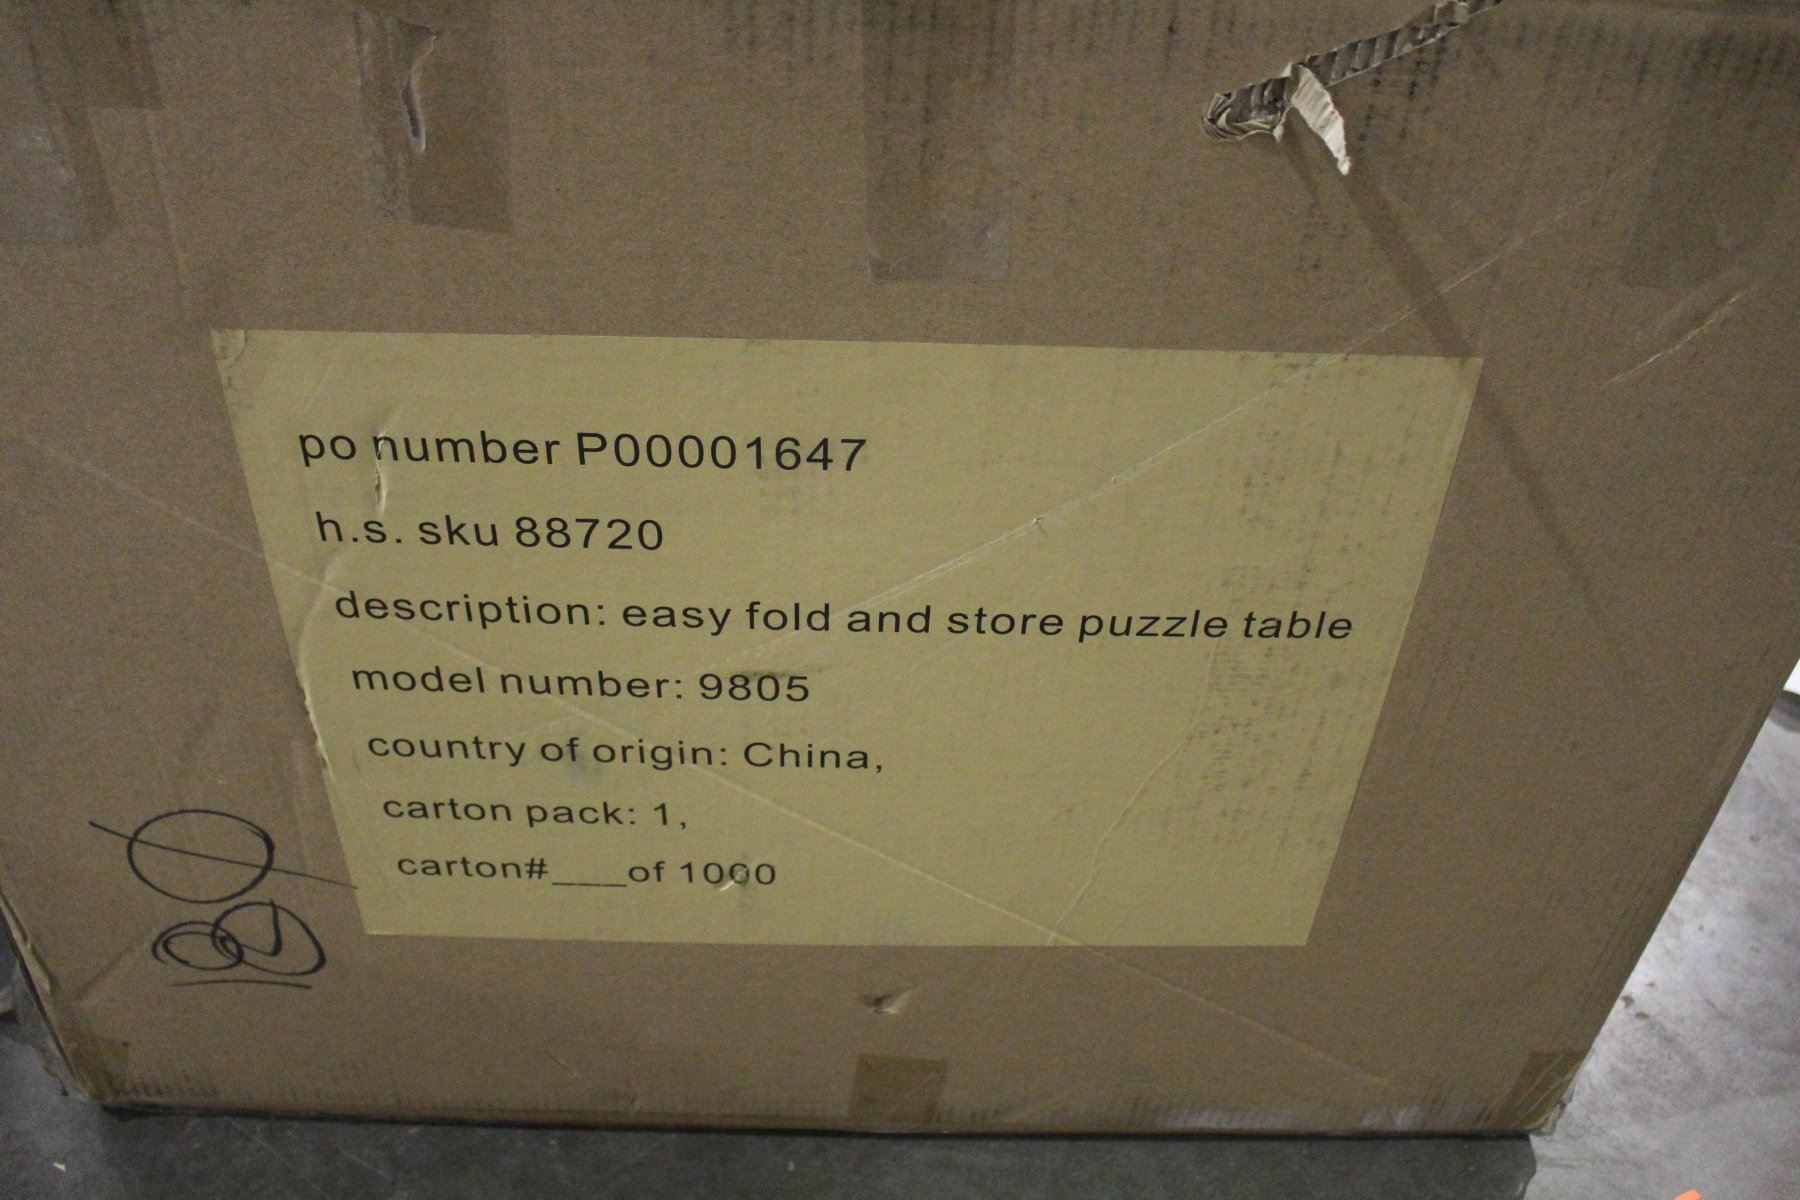 po number P00001647
h.s. sku 88720
description: easy fold and store puzzle table
model number: 9805
country of origin: China,
carton pack: 1,
carton#____of 1000